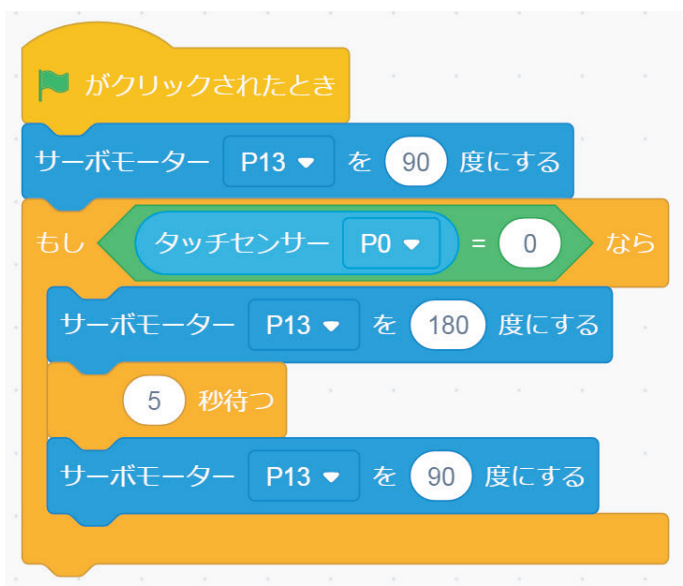 がクリックされたとき
サーボモーター P13 を 90 度にする
もし タッチセンサー P0 = 0 なら
サーボモーター P13 を 180 度にする
5 秒待つ
サーボモーター P13 を 90 度にする